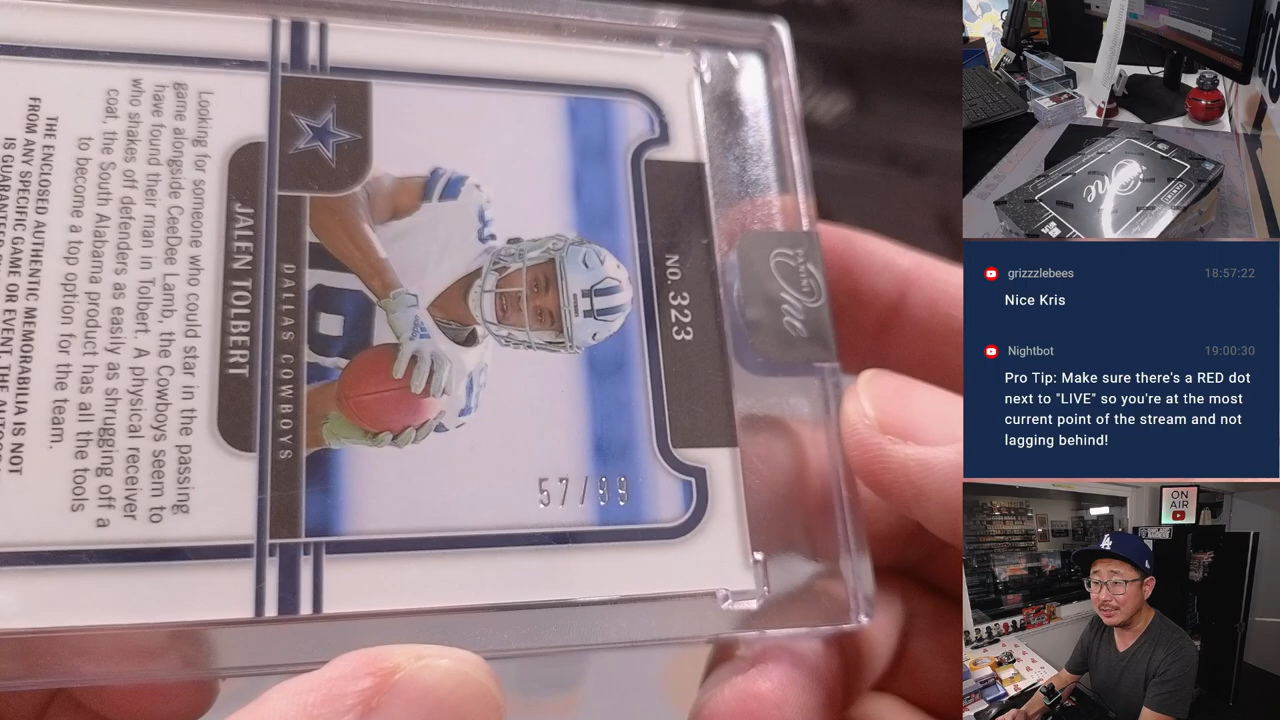 PANINI
One
NO. 323
57/99
DALLAS COWBOYS
JALEN TOLBERT
Looking for someone who could star in the passing
game alongside CeeDee Lamb, the Cowboys seem to
have found their man in Tolbert. A physical receiver
who shakes off defenders as easily as shrugging off a
coat, the South Alabama product has all the tools
to become a top option for the team.
THE ENCLOSED AUTHENTIC MEMORABILIA IS NOT
FROM ANY SPECIFIC GAME OR EVENT. THE
One
PANINI
grizzzlebees 18:57:22
Nice Kris
Nightbot 19:00:30
Pro Tip: Make sure there's a RED dot
next to "LIVE" so you're at the most
current point of the stream and not
lagging behind!
ON
AIR
LA